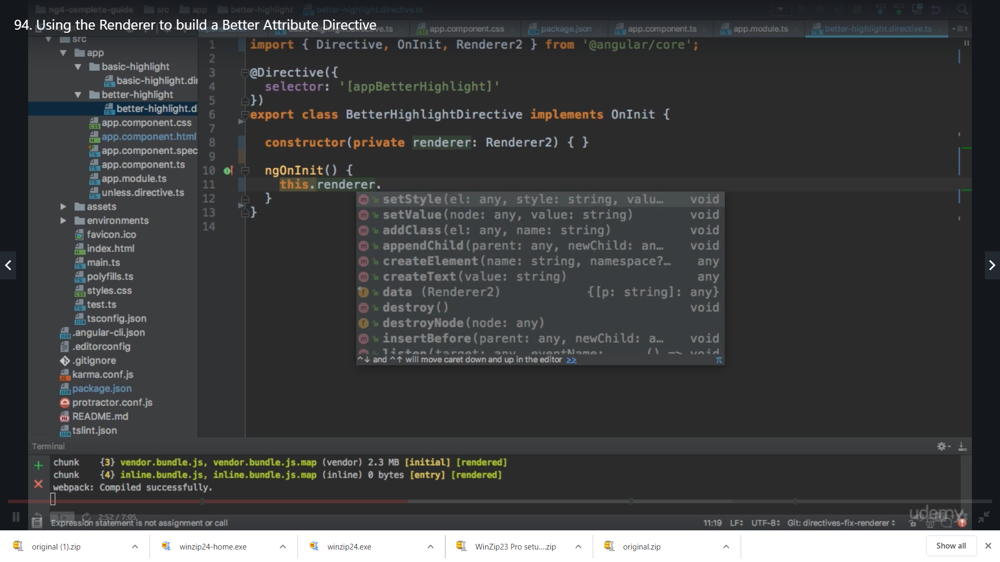 ng4-complete-guide src app better-highlight better-highlight.directive.ts
94. Using the Renderer to build a Better Attribute Directive
app.component.css package.json app.component.ts app.module.ts better-highlight.directive.ts
src
app
basic-highlight
basic-highlight.dir
better-highlight
better-highlight.d
app.component.css
app.component.html
app.component.spec
app.component.ts
app.module.ts
unless.directive.ts
assets
environments
favicon.ico
index.html
main.ts
polyfills.ts
styles.css
test.ts
tsconfig.json
.angular-cli.json
.editorconfig
.gitignore
karma.conf.js
package.json
protractor.conf.js
README.md
tslint.json
1 import { Directive, OnInit, Renderer2 } from '@angular/core';
2
3 @Directive({
4 selector: '[appBetterHighlight]'
5 })
6 export class BetterHighlightDirective implements OnInit {
7
8 constructor(private renderer: Renderer2) { }
9
10 ngOnInit() {
11 this.renderer.
12 }
13 }
14
setStyle(el: any, style: string, valu… void
setValue(node: any, value: string) void
addClass(el: any, name: string) void
appendChild(parent: any, newChild: an… void
createElement(name: string, namespace?… any
createText(value: string) any
data (Renderer2) {[p: string]: any}
destroy() void
destroyNode(node: any)
insertBefore(parent: any, newChild: a… void
listen(target: any, eventName: () => void
^↓ and ^↑ will move caret down and up in the editor >> π
Terminal
chunk {3} vendor.bundle.js, vendor.bundle.js.map (vendor) 2.3 MB [initial] [rendered]
chunk {4} inline.bundle.js, inline.bundle.js.map (inline) 0 bytes [entry] [rendered]
webpack: Compiled successfully.
1x 2:52 / 7:05
udemy
Expression statement is not assignment or call 11:19 LF UTF-8 Git: directives-fix-renderer
original (1).zip winzip24-home.exe winzip24.exe WinZip23 Pro setu....zip original.zip Show all